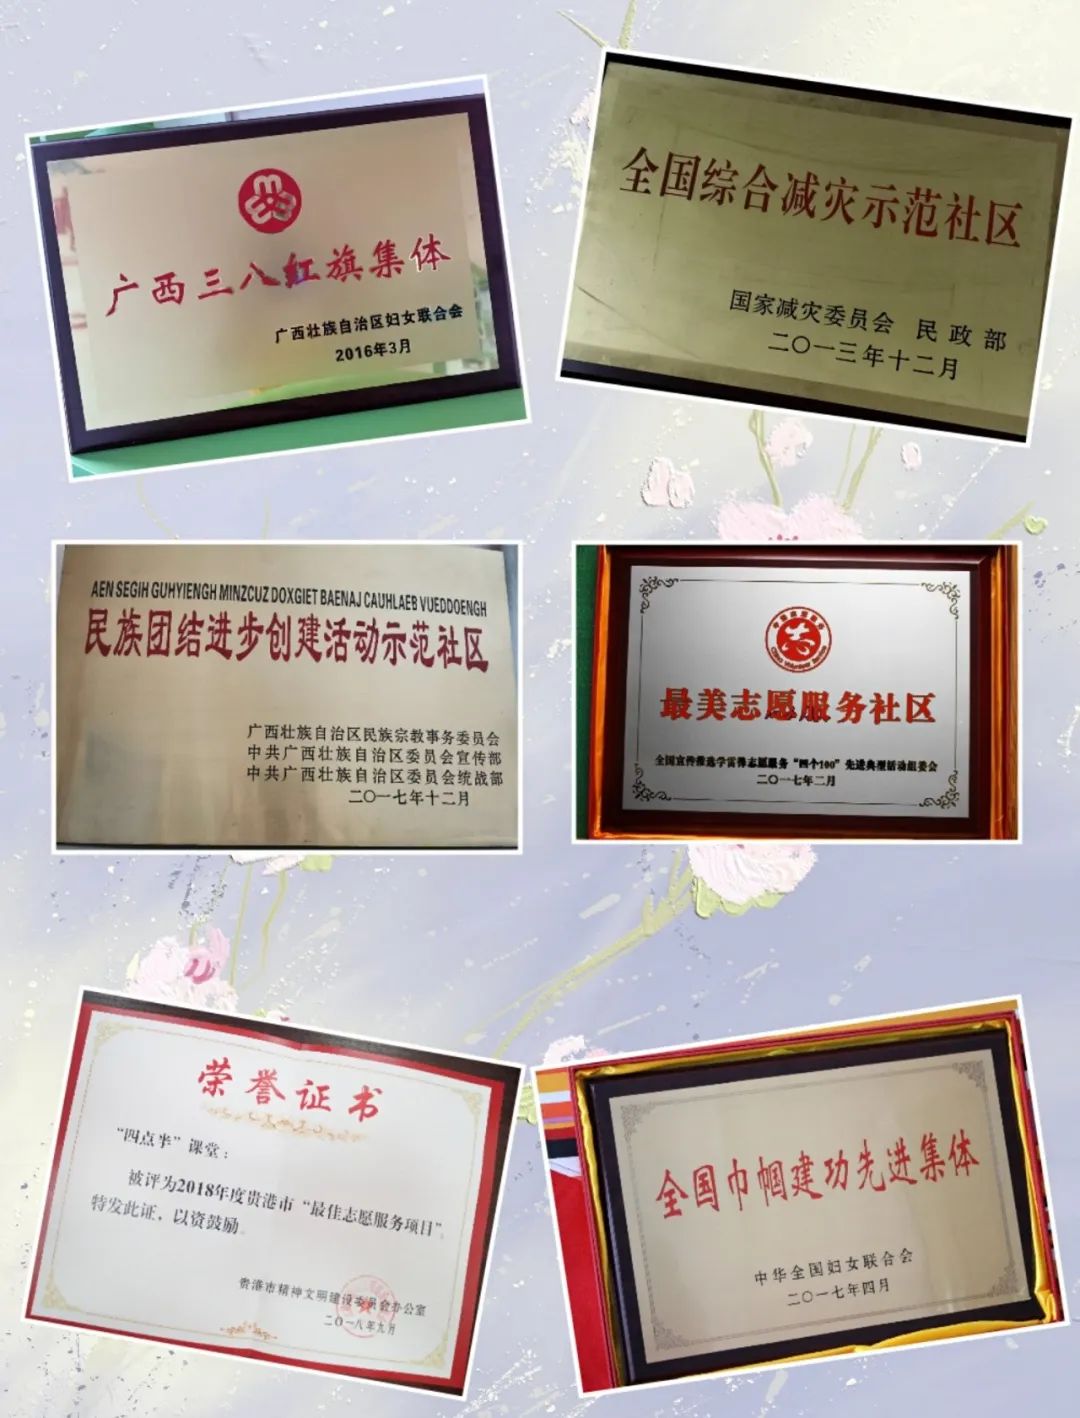 广西三八红旗集体
广西壮族自治区妇女联合会
2016年3月
全国综合减灾示范社区
国家减灾委员会 民政部
二〇一三年十二月
AEN SEGIH GUHYIENGH MINZCUZ DOXGIET BAENAJ CAUHLAEB VUEDDOENGH
民族团结进步创建活动示范社区
广西壮族自治区民族宗教事务委员会
中共广西壮族自治区委员会宣传部
中共广西壮族自治区委员会统战部
二〇一七年十二月
最美志愿服务社区
全国宣传推选学雷锋志愿服务“四个100”先进典型活动组委会
二〇一七年二月
荣誉证书
“四点半”课堂：
被评为2018年度贵港市“最佳志愿服务项目”，
特发此证，以资鼓励。
贵港市精神文明建设委员会办公室
二〇一八年九月
全国巾帼建功先进集体
中华全国妇女联合会
二〇一七年四月